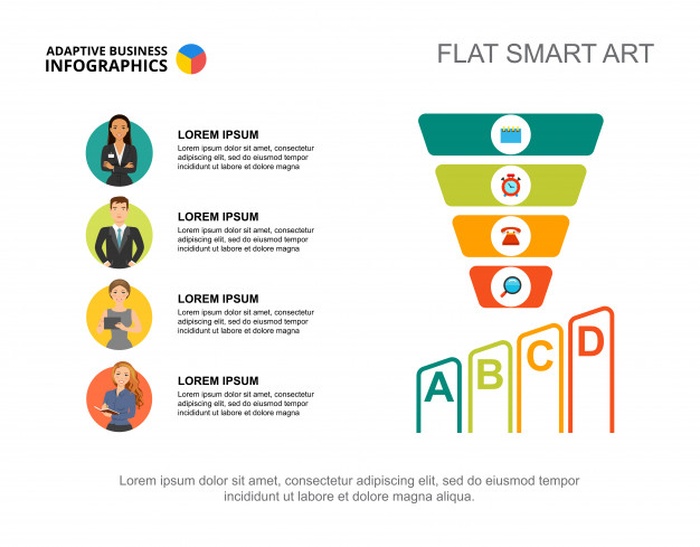 ADAPTIVE BUSINESS
INFOGRAPHICS
FLAT SMART ART
LOREM IPSUM
Lorem ipsum dolor sit amet, consectetur
adipiscing elit, sed do eiusmod tempor
incididunt ut labore et dolore magna
LOREM IPSUM
Lorem ipsum dolor sit amet, consectetur
adipiscing elit, sed do eiusmod tempor
incididunt ut labore et dolore magna
LOREM IPSUM
Lorem ipsum dolor sit amet, consectetur
adipiscing elit, sed do eiusmod tempor
incididunt ut labore et dolore magna
LOREM IPSUM
Lorem ipsum dolor sit amet, consectetur
adipiscing elit, sed do eiusmod tempor
incididunt ut labore et dolore magna
A
B
C
D
Lorem ipsum dolor sit amet, consectetur adipiscing elit, sed do eiusmod tempor
incididunt ut labore et dolore magna aliqua.